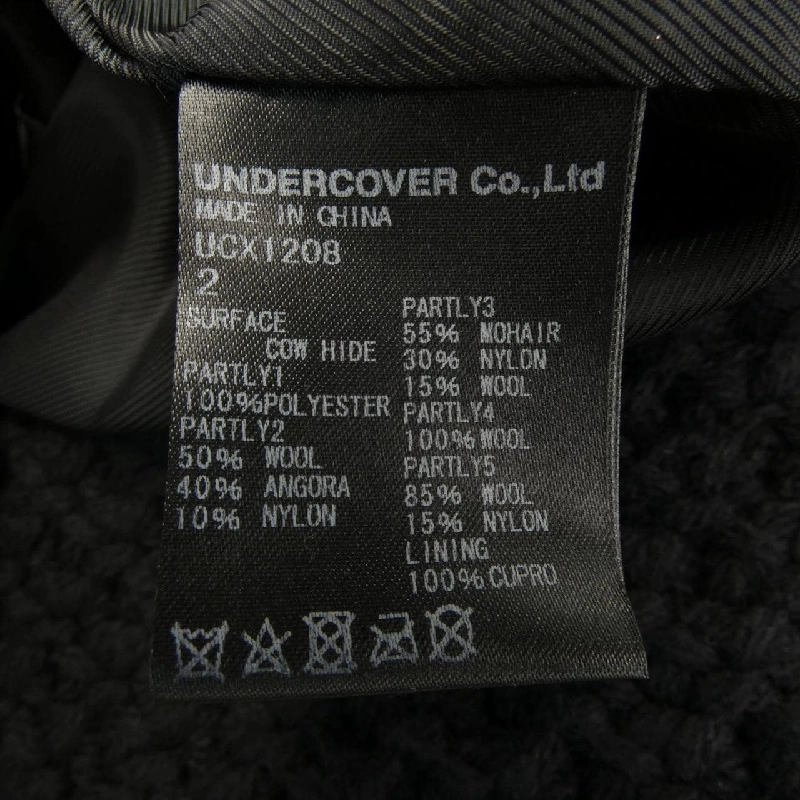 UNDERCOVER Co.,Ltd
MADE IN CHINA
UCX1208
2
SURFACE
COW HIDE
PARTLY1
100%POLYESTER
PARTLY2
50% WOOL
40% ANGORA
10% NYLON
PARTLY3
55% MOHAIR
30% NYLON
15% WOOL
PARTLY4
100%WOOL
PARTLY5
85% WOOL
15% NYLON
LINING
100%CUPRO